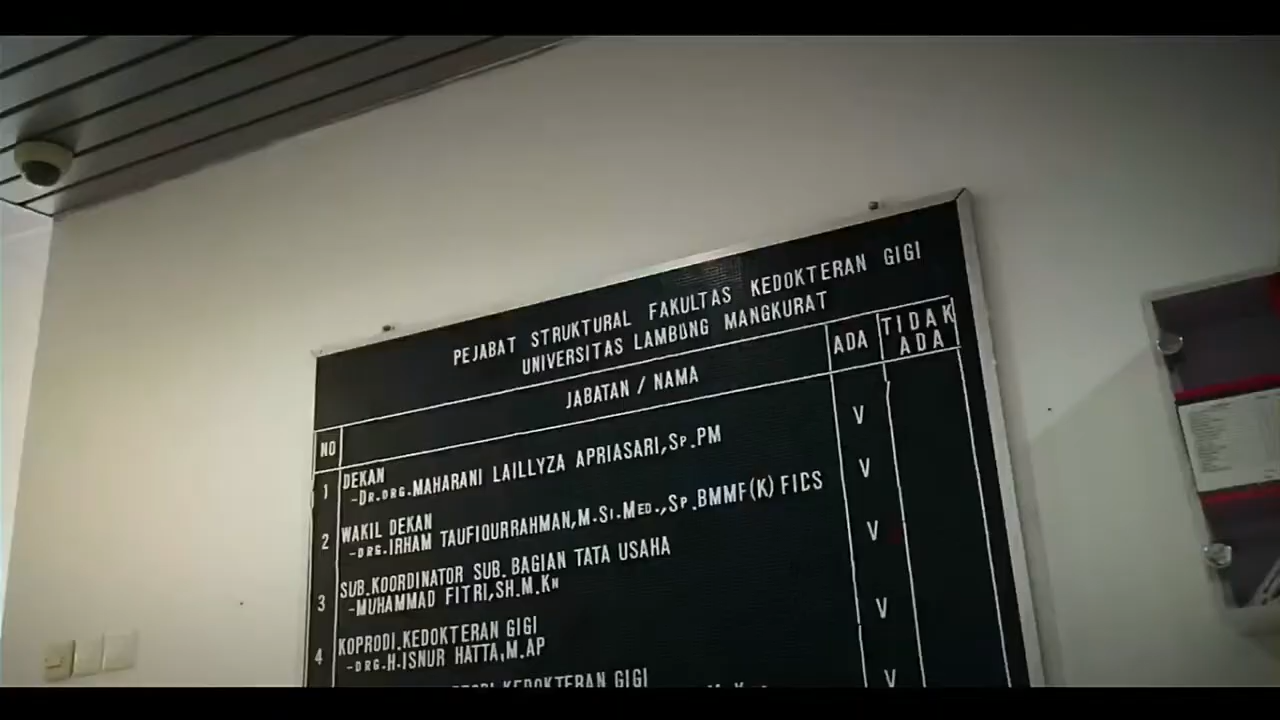 PEJABAT STRUKTURAL FAKULTAS KEDOKTERAN GIGI
UNIVERSITAS LAMBUNG MANGKURAT
NO JABATAN / NAMA ADA TIDAK ADA
1 DEKAN V
-DR.DRG.MAHARANI LAILLYZA APRIASARI,SP.PM
2 WAKIL DEKAN V
-DRG.IRHAM TAUFIQURRAHMAN,M.SI.MED.,SP.BMMF(K) FICS
3 SUB.KOORDINATOR SUB.BAGIAN TATA USAHA V
-MUHAMMAD FITRI,SH.M.KN
4 KOPRODI.KEDOKTERAN GIGI V
-DRG.H.ISNUR HATTA,M.AP
KEDOKTERAN GIGI V